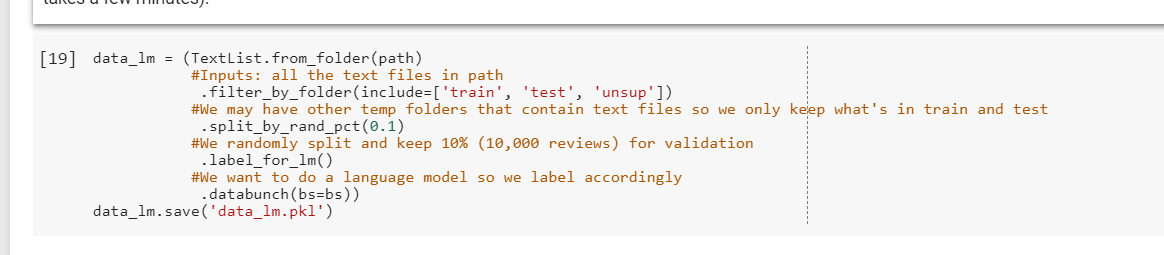 takes a few minutes).
[19] data_lm = (TextList.from_folder(path)
#Inputs: all the text files in path
.filter_by_folder(include=['train', 'test', 'unsup'])
#We may have other temp folders that contain text files so we only keep what's in train and test
.split_by_rand_pct(0.1)
#We randomly split and keep 10% (10,000 reviews) for validation
.label_for_lm()
#We want to do a language model so we label accordingly
.databunch(bs=bs))
data_lm.save('data_lm.pkl')